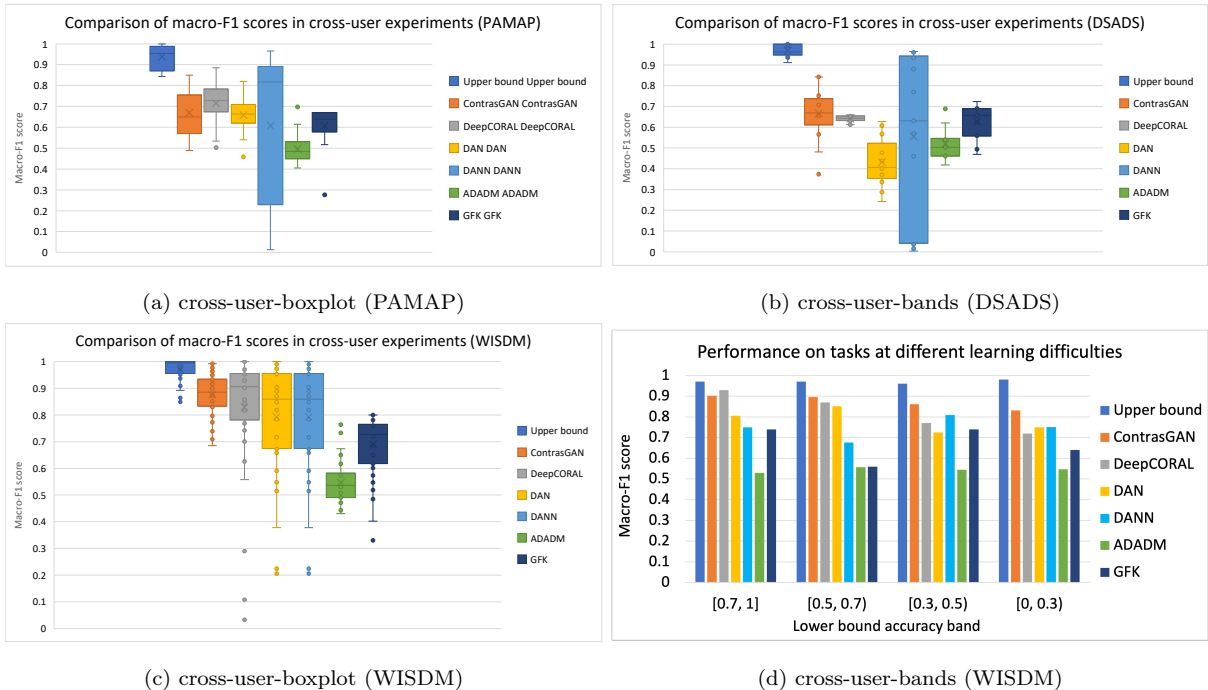 Comparison of macro-F1 scores in cross-user experiments (PAMAP)
Macro-F1 score
1
0.9
0.8
0.7
0.6
0.5
0.4
0.3
0.2
0.1
0
Upper bound Upper bound
ContrasGAN ContrasGAN
DeepCORAL DeepCORAL
DAN DAN
DANN DANN
ADADM ADADM
GFK GFK
(a) cross-user-boxplot (PAMAP)
Comparison of macro-F1 scores in cross-user experiments (DSADS)
Macro-F1 score
1
0.9
0.8
0.7
0.6
0.5
0.4
0.3
0.2
0.1
0
Upper bound
ContrasGAN
DeepCORAL
DAN
DANN
ADADM
GFK
(b) cross-user-bands (DSADS)
Comparison of macro-F1 scores in cross-user experiments (WISDM)
Macro-F1 score
1
0.9
0.8
0.7
0.6
0.5
0.4
0.3
0.2
0.1
0
Upper bound
ContrasGAN
DeepCORAL
DAN
DANN
ADADM
GFK
(c) cross-user-boxplot (WISDM)
Performance on tasks at different learning difficulties
Macro-F1 score
1
0.9
0.8
0.7
0.6
0.5
0.4
0.3
0.2
0.1
0
[0.7, 1] [0.5, 0.7) [0.3, 0.5) [0, 0.3)
Lower bound accuracy band
Upper bound
ContrasGAN
DeepCORAL
DAN
DANN
ADADM
GFK
(d) cross-user-bands (WISDM)